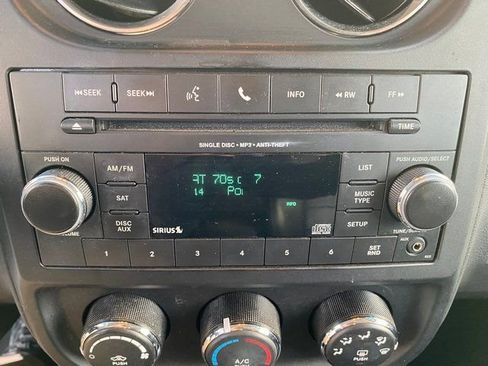 SEEK
SEEK
INFO
RW
FF
SINGLE DISC • MP3 • ANTI-THEFT
TIME
PUSH ON
AM/FM
SAT
DISC
AUX
SIRIUS
LIST
MUSIC
TYPE
SETUP
PUSH AUDIO/SELECT
1 2 3 4 5 6
SET
RND
A/C
PUSH